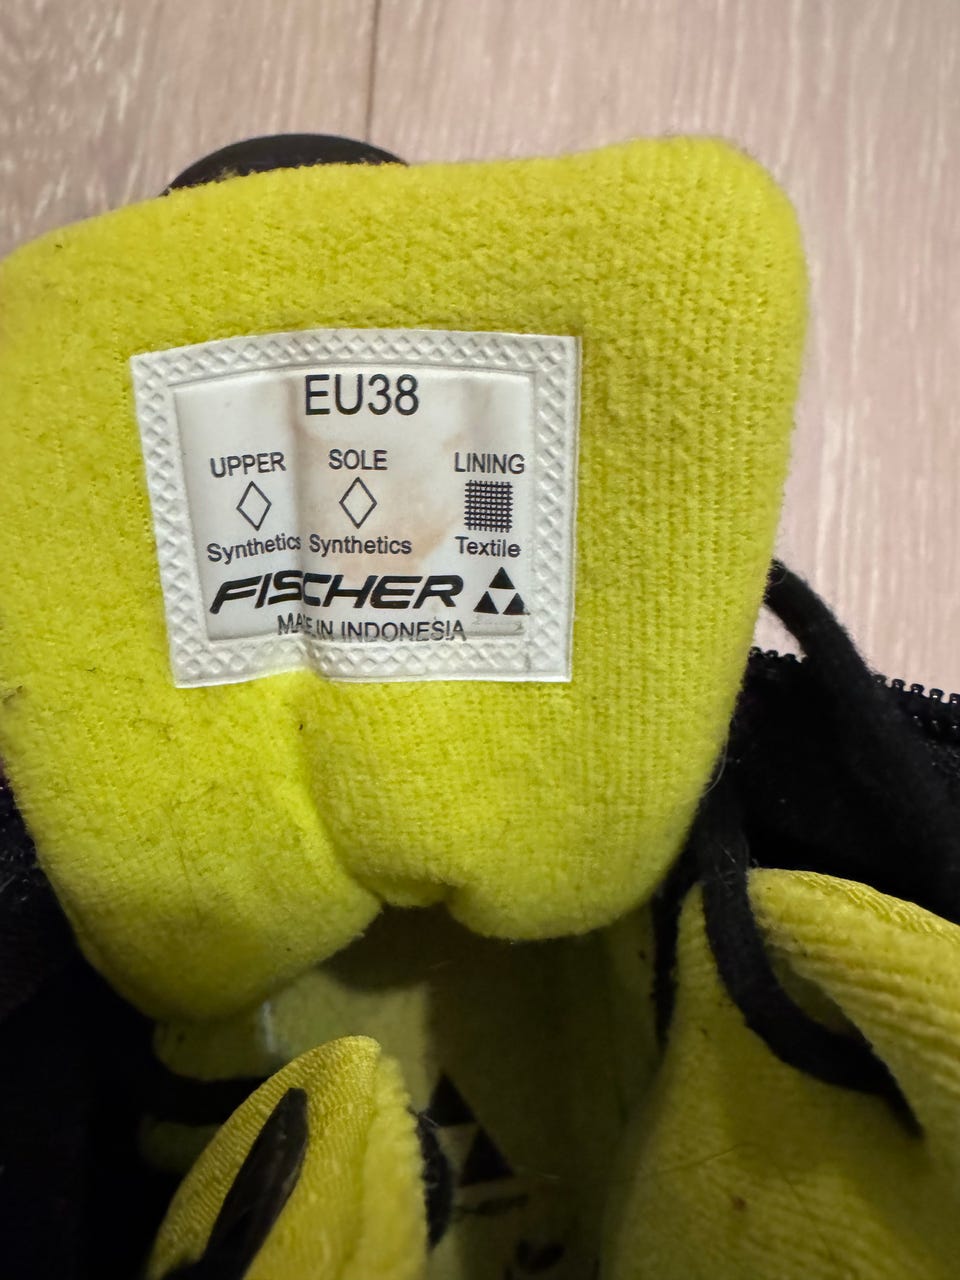 EU38
UPPER SOLE LINING
Synthetics Synthetics Textile
FISCHER
MADE IN INDONESIA